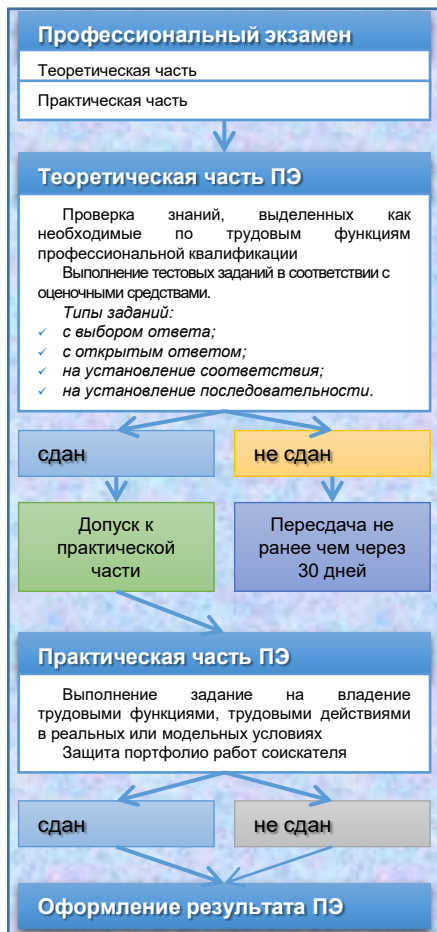 Профессиональный экзамен
Теоретическая часть
Практическая часть
Теоретическая часть ПЭ
Проверка знаний, выделенных как
необходимые по трудовым функциям
профессиональной квалификации
Выполнение тестовых заданий в соответствии с
оценочными средствами.
Типы заданий:
✓ с выбором ответа;
✓ с открытым ответом;
✓ на установление соответствия;
✓ на установление последовательности.
сдан
не сдан
Допуск к
практической
части
Пересдача не
ранее чем через
30 дней
Практическая часть ПЭ
Выполнение задание на владение
трудовыми функциями, трудовыми действиями
в реальных или модельных условиях
Защита портфолио работ соискателя
сдан
не сдан
Оформление результата ПЭ